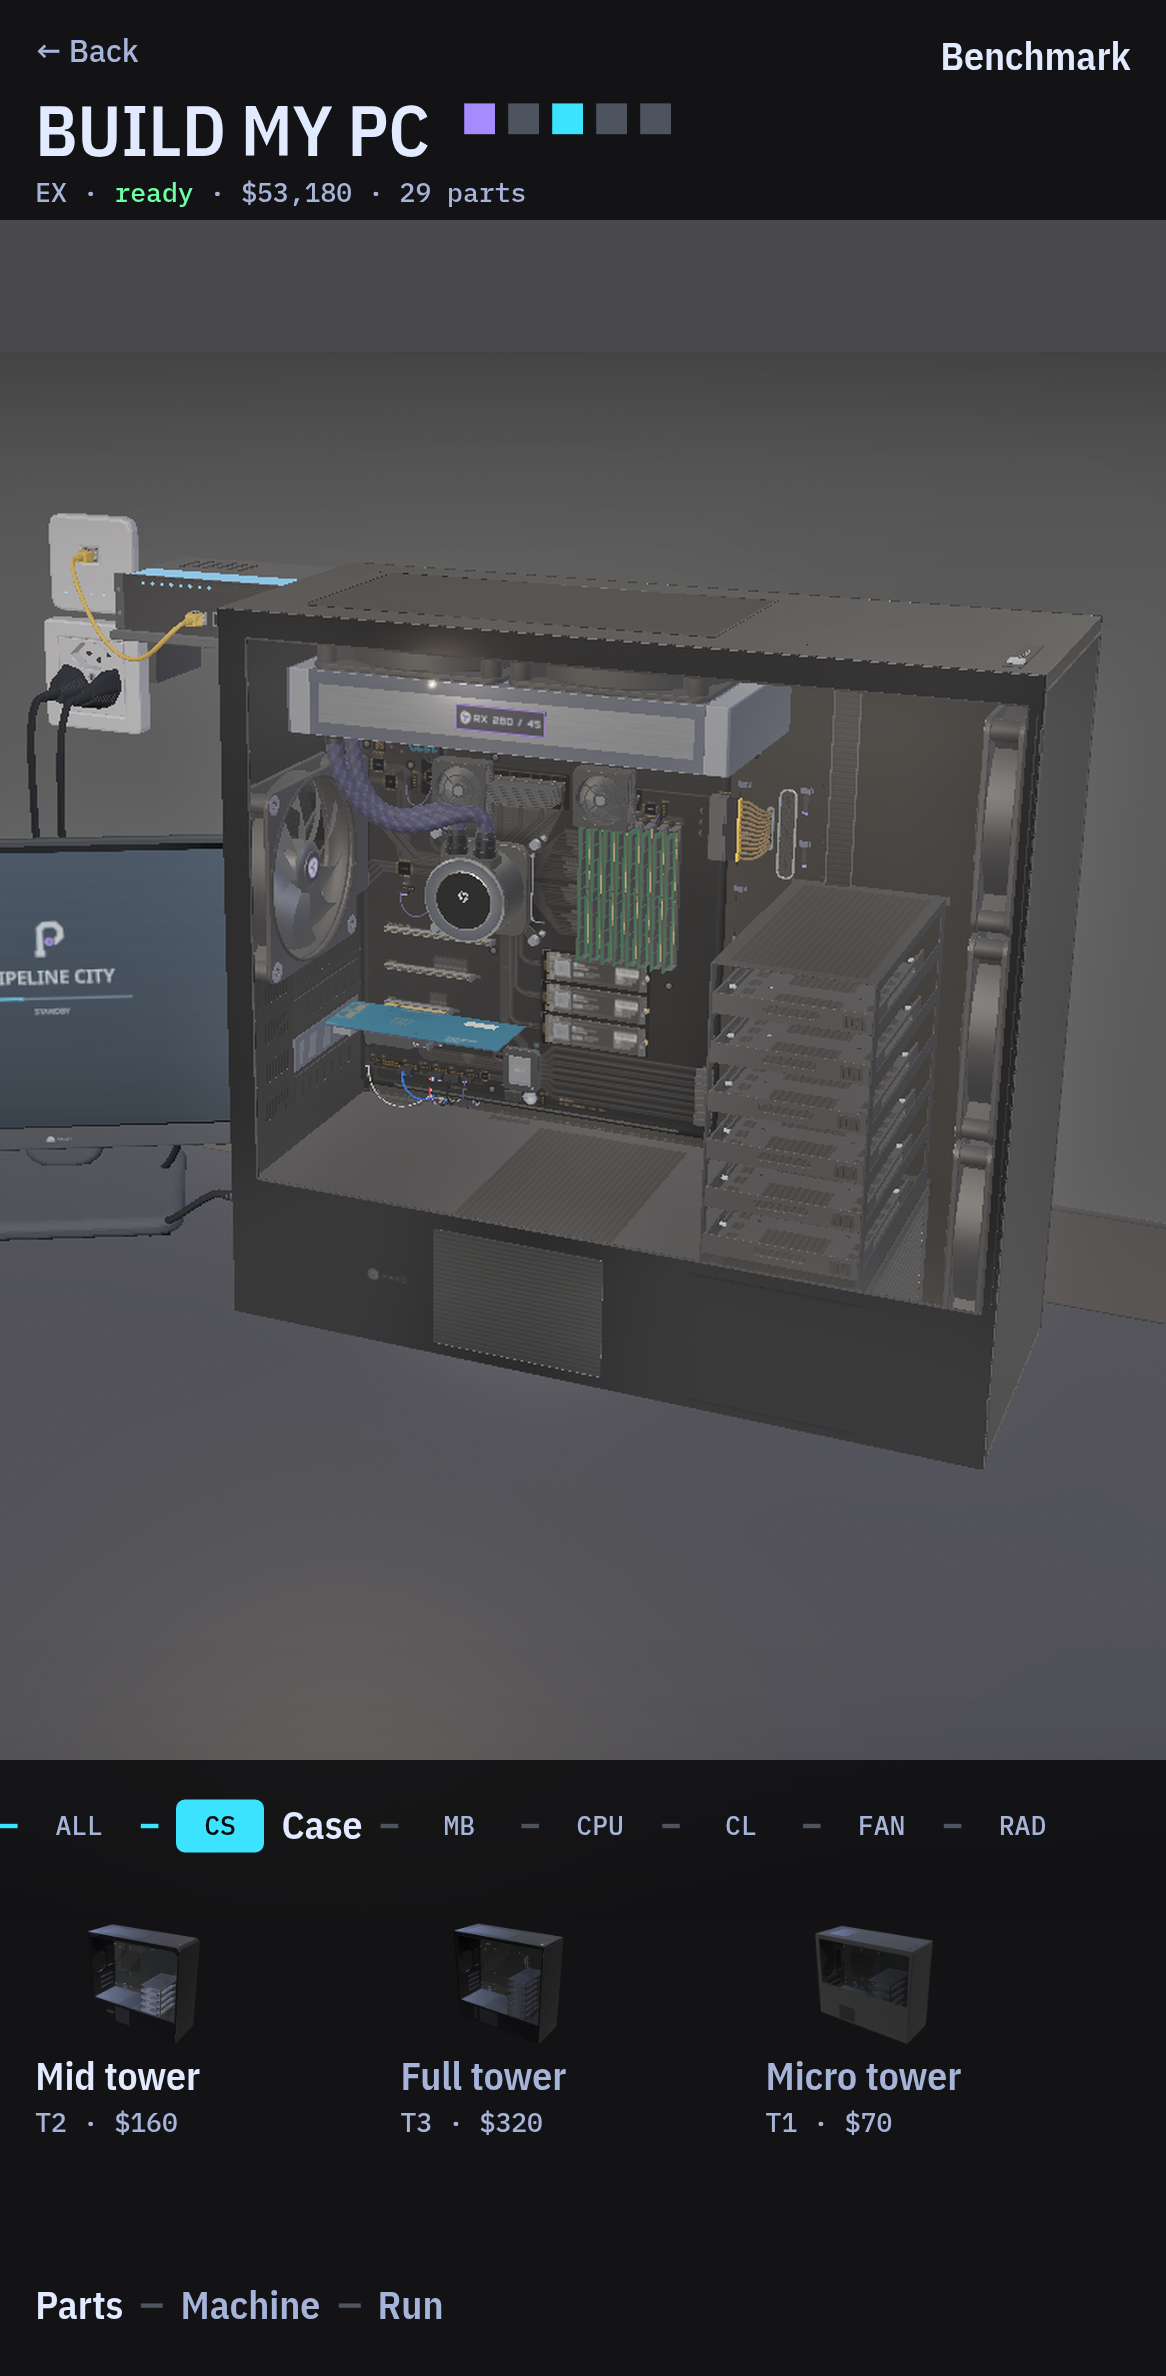 ← Back
Benchmark
BUILD MY PC
EX · ready · $53,180 · 29 parts
RX 280 / 45
IPELINE CITY
STANDBY
ALL
CS
Case
MB
CPU
CL
FAN
RAD
Mid tower
T2 · $160
Full tower
T3 · $320
Micro tower
T1 · $70
Parts
Machine
Run